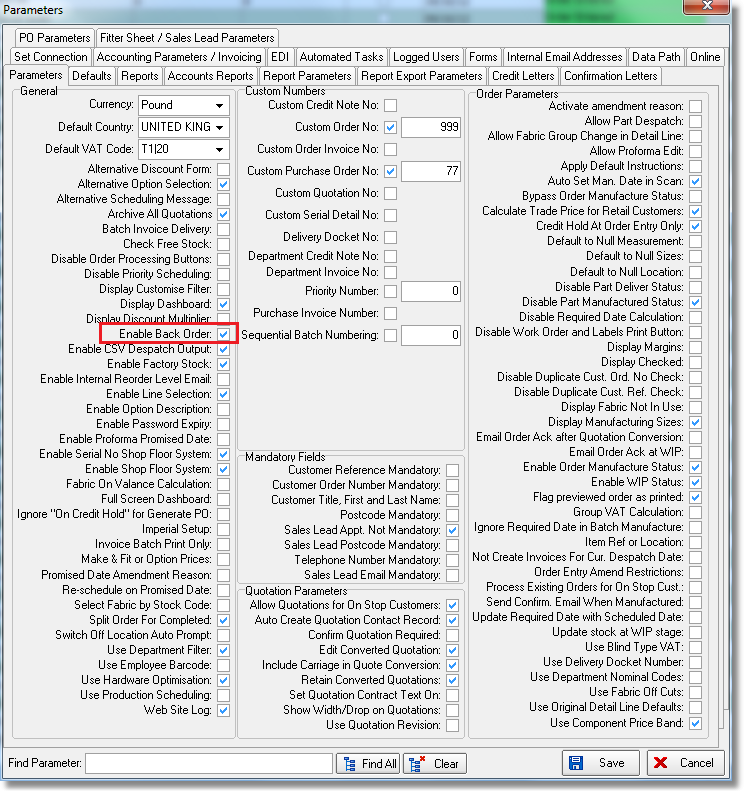 Parameters
PO Parameters
Fitter Sheet / Sales Lead Parameters
Set Connection
Accounting Parameters / Invoicing
EDI
Automated Tasks
Logged Users
Forms
Internal Email Addresses
Data Path
Online
Parameters
Defaults
Reports
Accounts Reports
Report Parameters
Report Export Parameters
Credit Letters
Confirmation Letters
General
Currency: Pound
Default Country: UNITED KING
Default VAT Code: T1|20
Alternative Discount Form:
Alternative Option Selection:
Alternative Scheduling Message:
Archive All Quotations
Batch Invoice Delivery:
Check Free Stock:
Disable Order Processing Buttons:
Disable Priority Scheduling:
Display Customise Filter:
Display Dashboard:
Display Discount Multiplier:
Enable Back Order:
Enable CSV Despatch Output:
Enable Factory Stock:
Enable Internal Reorder Level Email:
Enable Line Selection:
Enable Option Description:
Enable Password Expiry:
Enable Proforma Promised Date:
Enable Serial No Shop Floor System:
Enable Shop Floor System:
Fabric On Valance Calculation:
Full Screen Dashboard:
Ignore "On Credit Hold" for Generate PO:
Imperial Setup:
Invoice Batch Print Only:
Make & Fit or Option Prices:
Promised Date Amendment Reason:
Re-schedule on Promised Date:
Select Fabric by Stock Code:
Split Order For Completed:
Switch Off Location Auto Prompt:
Use Department Filter:
Use Employee Barcode:
Use Hardware Optimisation:
Use Production Scheduling:
Web Site Log:
Custom Numbers
Custom Credit Note No:
Custom Order No: 999
Custom Order Invoice No:
Custom Purchase Order No: 77
Custom Quotation No:
Custom Serial Detail No:
Delivery Docket No:
Department Credit Note No:
Department Invoice No:
Priority Number: 0
Purchase Invoice Number:
Sequential Batch Numbering: 0
Mandatory Fields
Customer Reference Mandatory:
Customer Order Number Mandatory:
Customer Title, First and Last Name:
Postcode Mandatory:
Sales Lead Appt. Not Mandatory:
Sales Lead Postcode Mandatory:
Telephone Number Mandatory:
Sales Lead Email Mandatory:
Quotation Parameters
Allow Quotations for On Stop Customers:
Auto Create Quotation Contact Record:
Confirm Quotation Required:
Edit Converted Quotation:
Include Carriage in Quote Conversion:
Retain Converted Quotations:
Set Quotation Contract Text On:
Show Width/Drop on Quotations:
Use Quotation Revision:
Order Parameters
Activate amendment reason:
Allow Part Despatch:
Allow Fabric Group Change in Detail Line:
Allow Proforma Edit:
Apply Default Instructions:
Auto Set Man. Date in Scan:
Bypass Order Manufacture Status:
Calculate Trade Price for Retail Customers:
Credit Hold At Order Entry Only:
Default to Null Measurement:
Default to Null Sizes:
Default to Null Location:
Disable Part Deliver Status:
Disable Part Manufactured Status:
Disable Required Date Calculation:
Disable Work Order and Labels Print Button:
Display Margins:
Display Checked:
Disable Duplicate Cust. Ord. No Check:
Disable Duplicate Cust. Ref. Check:
Display Fabric Not In Use:
Display Manufacturing Sizes:
Email Order Ack after Quotation Conversion:
Email Order Ack at WIP:
Enable Order Manufacture Status:
Enable WIP Status:
Flag previewed order as printed:
Group VAT Calculation:
Ignore Required Date in Batch Manufacture:
Item Ref or Location:
Not Create Invoices For Cur. Despatch Date:
Order Entry Amend Restrictions:
Process Existing Orders for On Stop Cust.:
Send Confirm. Email When Manufactured:
Update Required Date with Scheduled Date:
Update stock at WIP stage:
Use Blind Type VAT:
Use Delivery Docket Number:
Use Department Nominal Codes:
Use Fabric Off Cuts:
Use Original Detail Line Defaults:
Use Component Price Band:
Find Parameter:
Find All
Clear
Save
Cancel